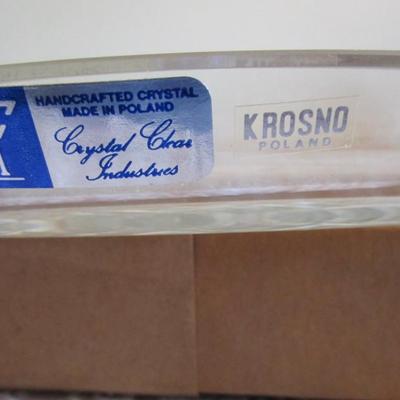 HANDCRAFTED CRYSTAL
MADE IN POLAND
Crystal Clear
Industries
KROSNO
POLAND